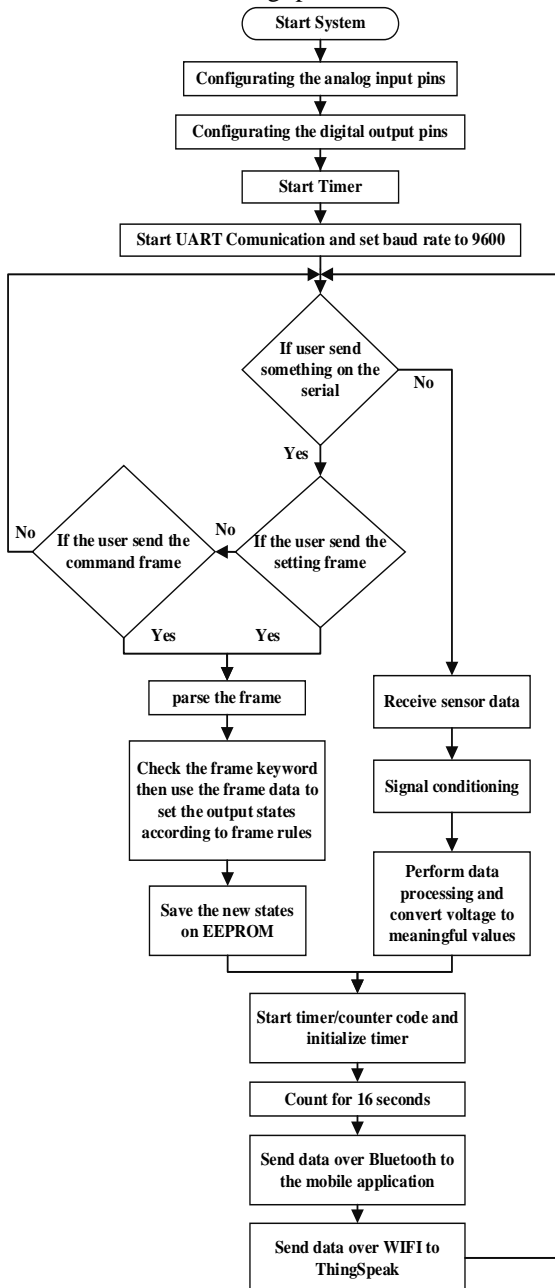 Start System
Configurating the analog input pins
Configurating the digital output pins
Start Timer
Start UART Comunication and set baud rate to 9600
If user send
something on the
serial
No
Yes
If the user send the
setting frame
No
If the user send the
command frame
No
Yes
Yes
parse the frame
Check the frame keyword
then use the frame data to
set the output states
according to frame rules
Save the new states
on EEPROM
Receive sensor data
Signal conditioning
Perform data
processing and
convert voltage to
meaningful values
Start timer/counter code and
initialize timer
Count for 16 seconds
Send data over Bluetooth to
the mobile application
Send data over WIFI to
ThingSpeak